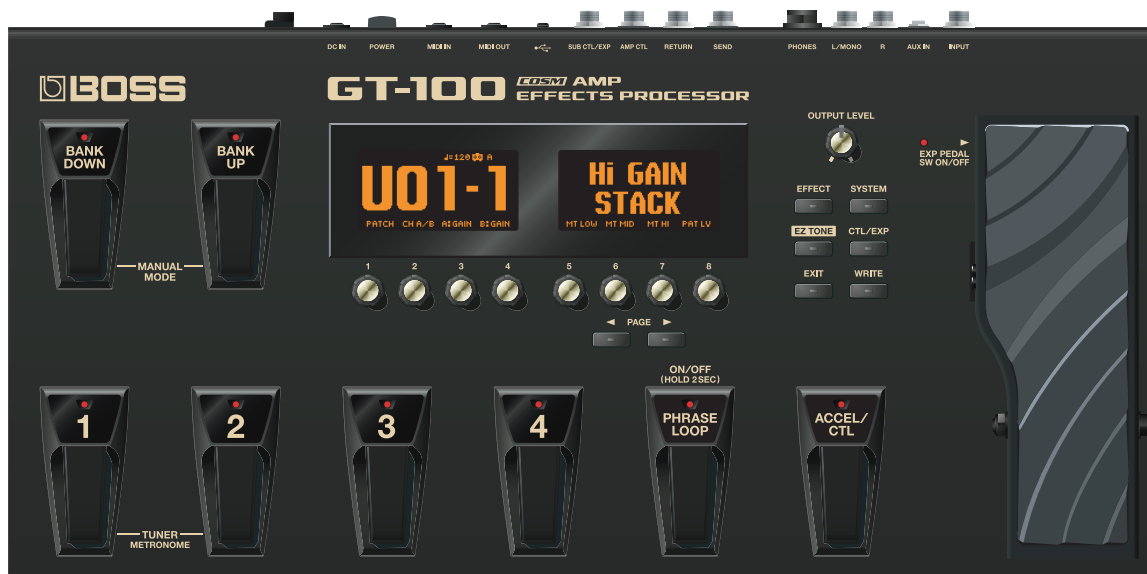 DC IN POWER MIDI IN MIDI OUT SUB CTL/EXP AMP CTL RETURN SEND PHONES L/MONO R AUX IN INPUT
BOSS
GT-100 COSM AMP
EFFECTS PROCESSOR
OUTPUT LEVEL
BANK
DOWN
BANK
UP
♩=120 A
U01-1
PATCH CH A/B A:GAIN B:GAIN
Hi GAIN
STACK
MT LOW MT MID MT HI PAT LV
EXP PEDAL
SW ON/OFF
EFFECT SYSTEM
EZ TONE CTL/EXP
EXIT WRITE
MANUAL
MODE
1 2 3 4 5 6 7 8
◄ PAGE ►
ON/OFF
(HOLD 2SEC)
1
2
3
4
PHRASE
LOOP
ACCEL/
CTL
TUNER
METRONOME